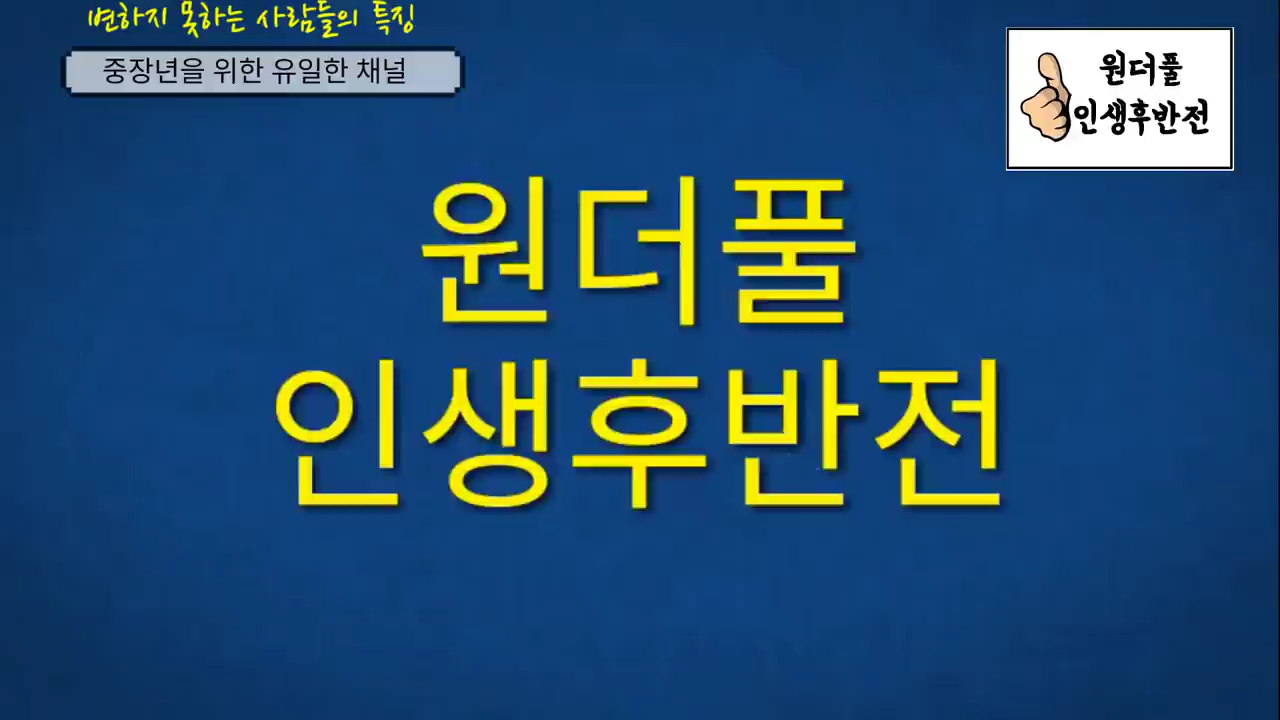 변하지 못하는 사람들의 특징
중장년을 위한 유일한 채널
원더풀
인생후반전
원더풀
인생후반전